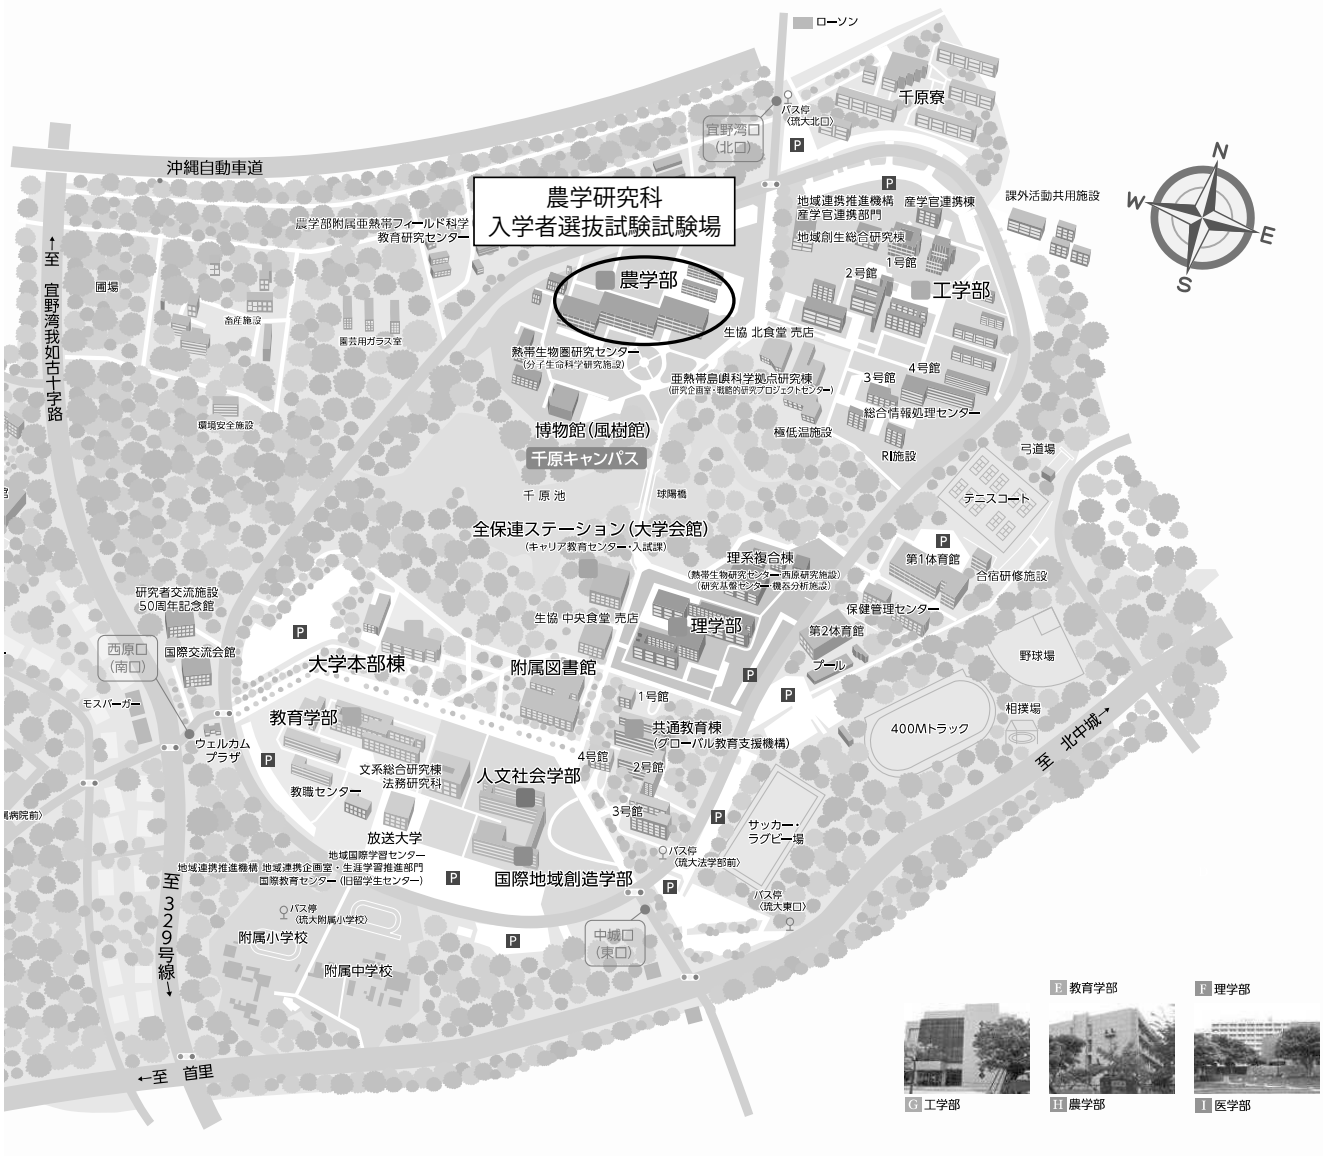 ローソン
千原寮
バス停
〈琉大北口〉
宜野湾口
(北口)
P
沖縄自動車道
農学研究科
入学者選抜試験試験場
農学部附属亜熱帯フィールド科学
教育研究センター
P
地域連携推進機構
産学官連携部門
産学官連携棟
課外活動共用施設
地域創生総合研究棟
1号館
2号館
工学部
N
W
E
S
←至 宜野湾我如古十字路
圃場
畜産施設
園芸用ガラス室
環境安全施設
農学部
生協 北食堂 売店
熱帯生物圏研究センター
(分子生命科学研究施設)
亜熱帯島嶼科学拠点研究棟
(研究企画室・戦略的研究プロジェクトセンター)
3号館
4号館
総合情報処理センター
極低温施設
RI施設
博物館(風樹館)
千原キャンパス
千原池
球陽橋
弓道場
テニスコート
全保連ステーション(大学会館)
(キャリア教育センター・入試課)
理系複合棟
(熱帯生物研究センター・西原研究施設)
(研究基盤センター・機器分析施設)
P
第1体育館
合宿研修施設
保健管理センター
研究者交流施設
50周年記念館
国際交流会館
西原口
(南口)
P
生協 中央食堂 売店
理学部
第2体育館
プール
野球場
大学本部棟
附属図書館
P
P
モスバーガー
ウェルカム
プラザ
教育学部
1号館
共通教育棟
(グローバル教育支援機構)
400Mトラック
相撲場
至 北中城→
P
文系総合研究棟
法務研究科
教職センター
人文社会学部
4号館
2号館
3号館
P
サッカー・
ラグビー場
放送大学
地域国際学習センター
地域連携推進機構 地域連携企画室・生涯学習推進部門
国際教育センター(旧留学生センター)
P
国際地域創造学部
バス停
〈琉大法学部前〉
P
バス停
〈琉大東口〉
属病院前〉
至 329号線→
バス停
〈琉大附属小学校〉
附属小学校
附属中学校
P
中城口
(東口)
←至 首里
E 教育学部
F 理学部
G 工学部
H 農学部
I 医学部